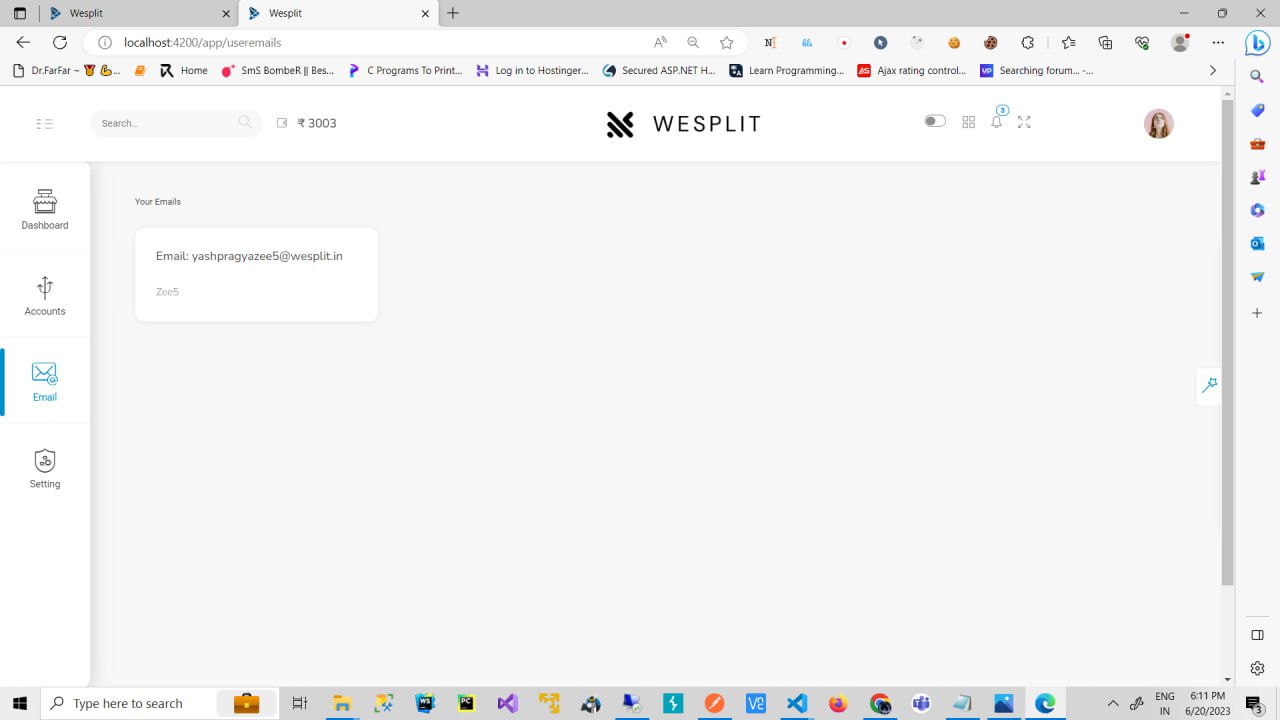 Wesplit
Wesplit
localhost:4200/app/useremails
Dr.FarFar ~ 🏅 💪...
Home
SmS BombeR || Bes...
C Programs To Print...
Log in to Hostinger...
Secured ASP.NET H...
Learn Programming...
Ajax rating control...
Searching forum... -...
Search...
₹ 3003
WESPLIT
3
Dashboard
Accounts
Email
Setting
Your Emails
Email: yashpragyazee5@wesplit.in
Zee5
Type here to search
ENG
IN
6:11 PM
6/20/2023
3